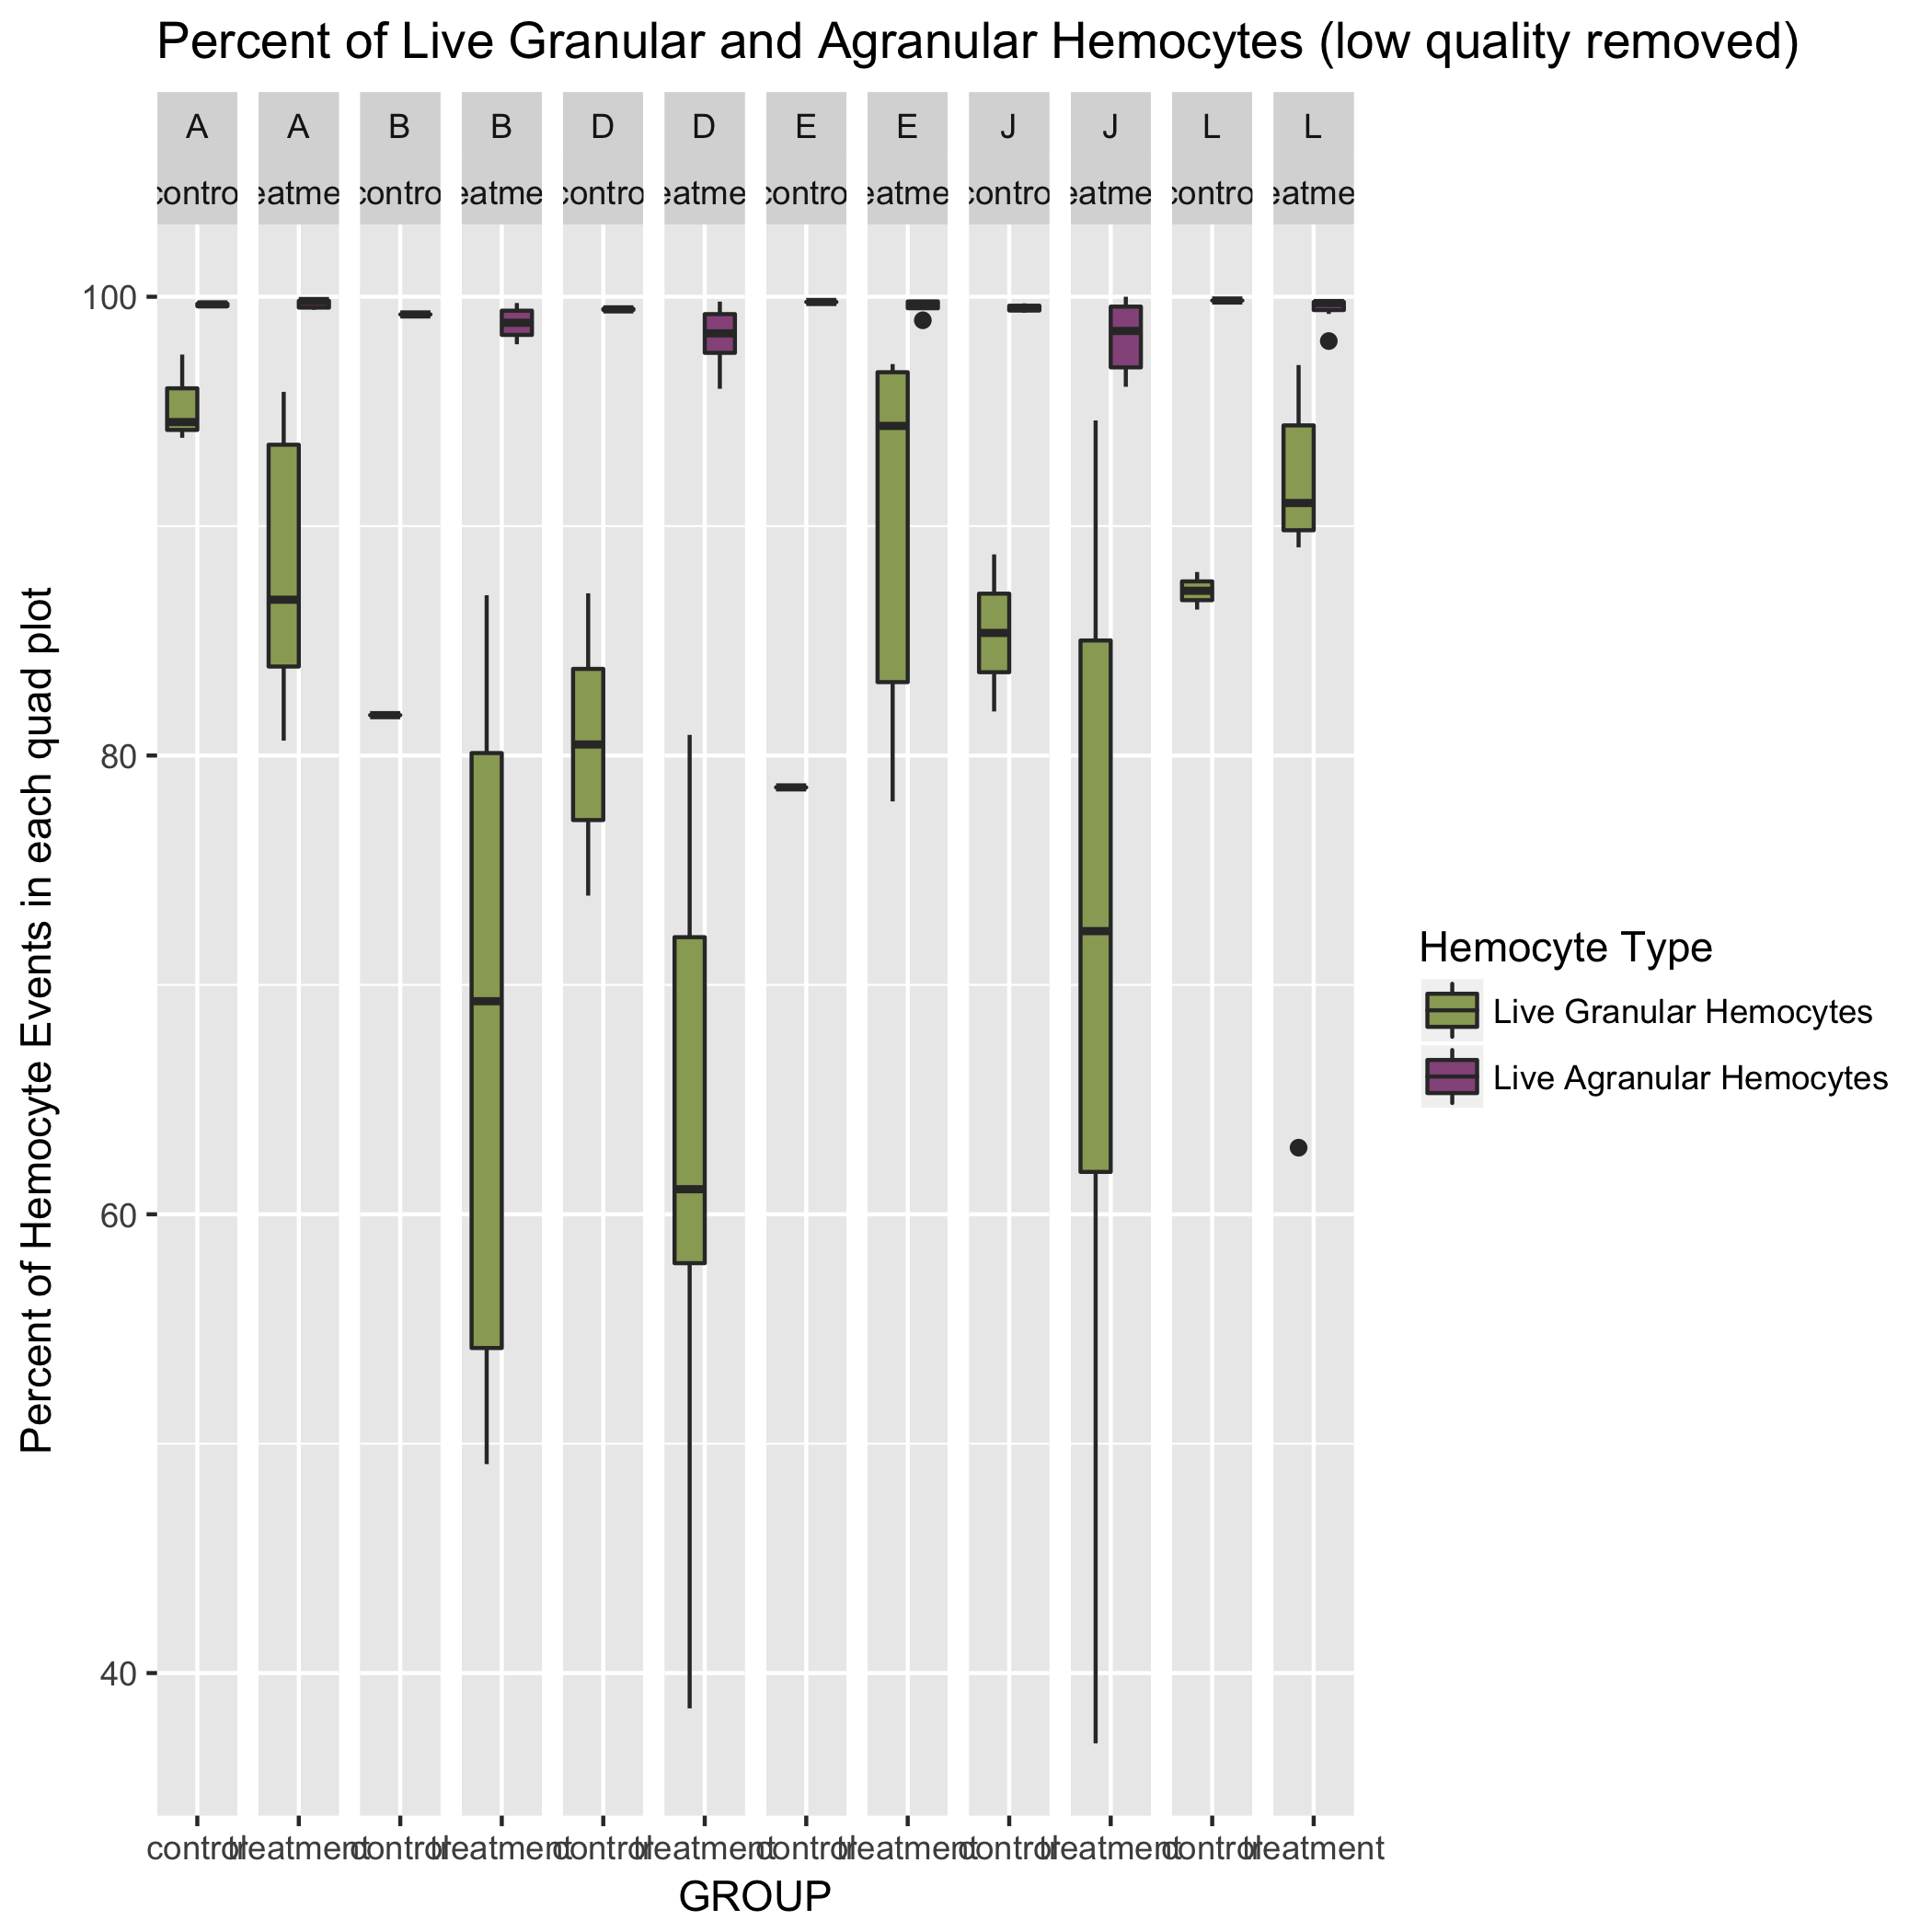 Percent of Live Granular and Agranular Hemocytes (low quality removed)
A A B B D D E E J J L L
contro eatme contro eatme contro eatme contro eatme contro eatme contro eatme
100
80
60
40
Percent of Hemocyte Events in each quad plot
control treatment control treatment control treatment control treatment control treatment control treatment
GROUP
Hemocyte Type
Live Granular Hemocytes
Live Agranular Hemocytes